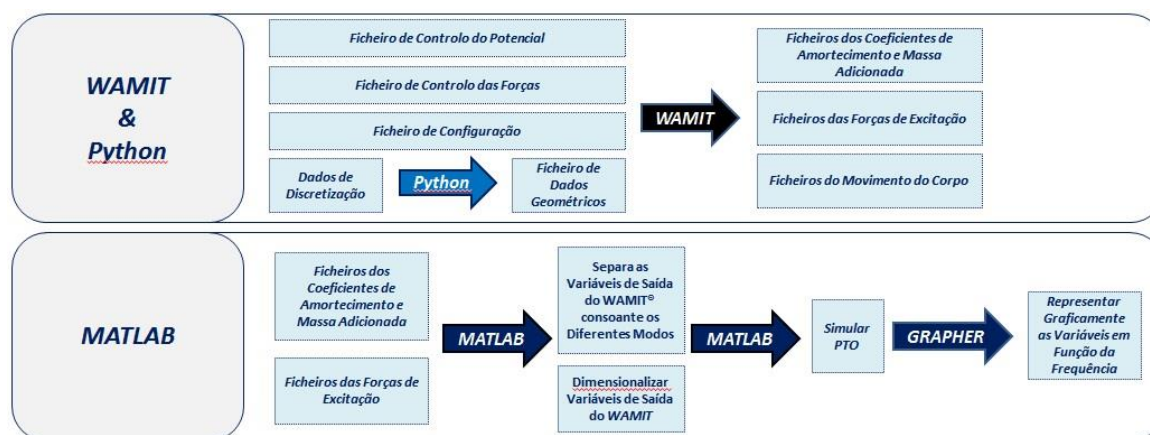 WAMIT
&
Python
Ficheiro de Controlo do Potencial
Ficheiro de Controlo das Forças
Ficheiro de Configuração
Dados de
Discretização
Python
Ficheiro de
Dados
Geométricos
WAMIT
Ficheiros dos Coeficientes de
Amortecimento e Massa
Adicionada
Ficheiros das Forças de Excitação
Ficheiros do Movimento do Corpo
MATLAB
Ficheiros dos
Coeficientes de
Amortecimento e
Massa Adicionada
Ficheiros das Forças de
Excitação
MATLAB
Separa as
Variáveis de Saída
do WAMIT®
consoante os
Diferentes Modos
Dimensionalizar
Variáveis de Saída
do WAMIT
MATLAB
Simular
PTO
GRAPHER
Representar
Graficamente
as Variáveis em
Função da
Frequência